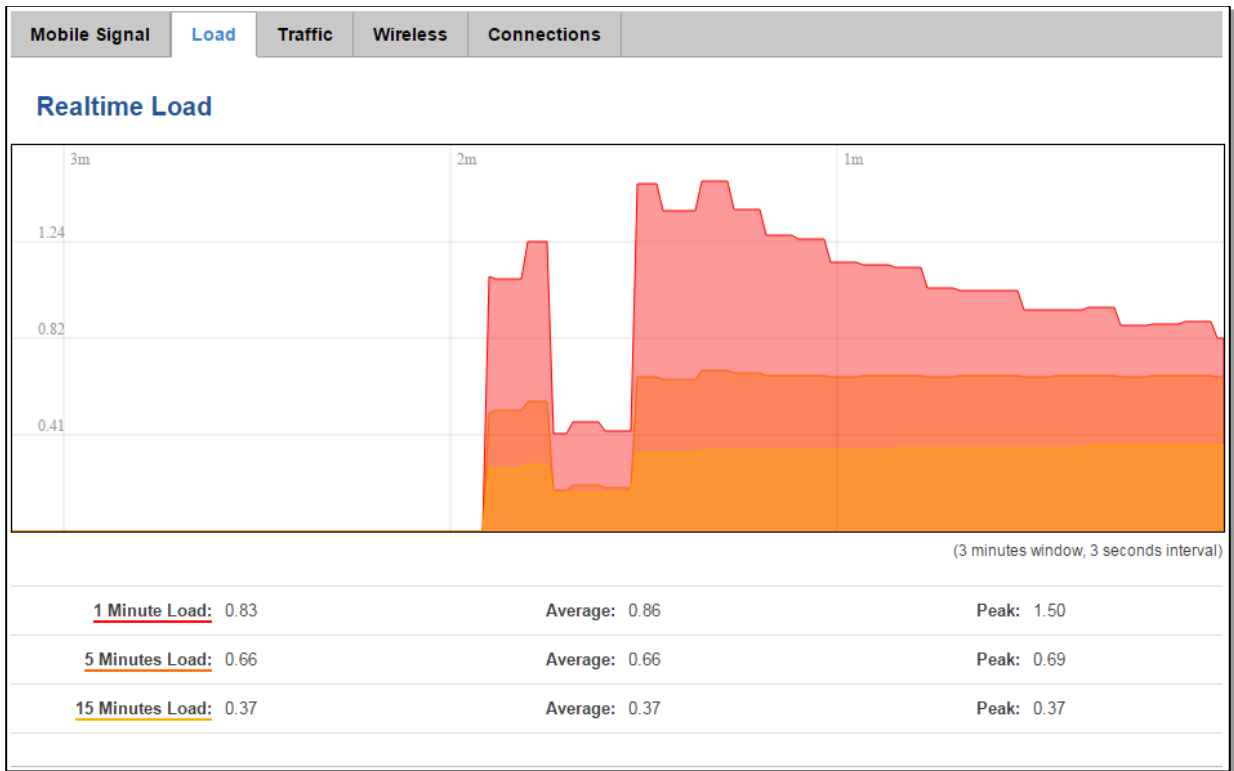 Mobile Signal Load Traffic Wireless Connections
Realtime Load
3m 2m 1m
1.24
0.82
0.41
(3 minutes window, 3 seconds interval)
1 Minute Load: 0.83 Average: 0.86 Peak: 1.50
5 Minutes Load: 0.66 Average: 0.66 Peak: 0.69
15 Minutes Load: 0.37 Average: 0.37 Peak: 0.37